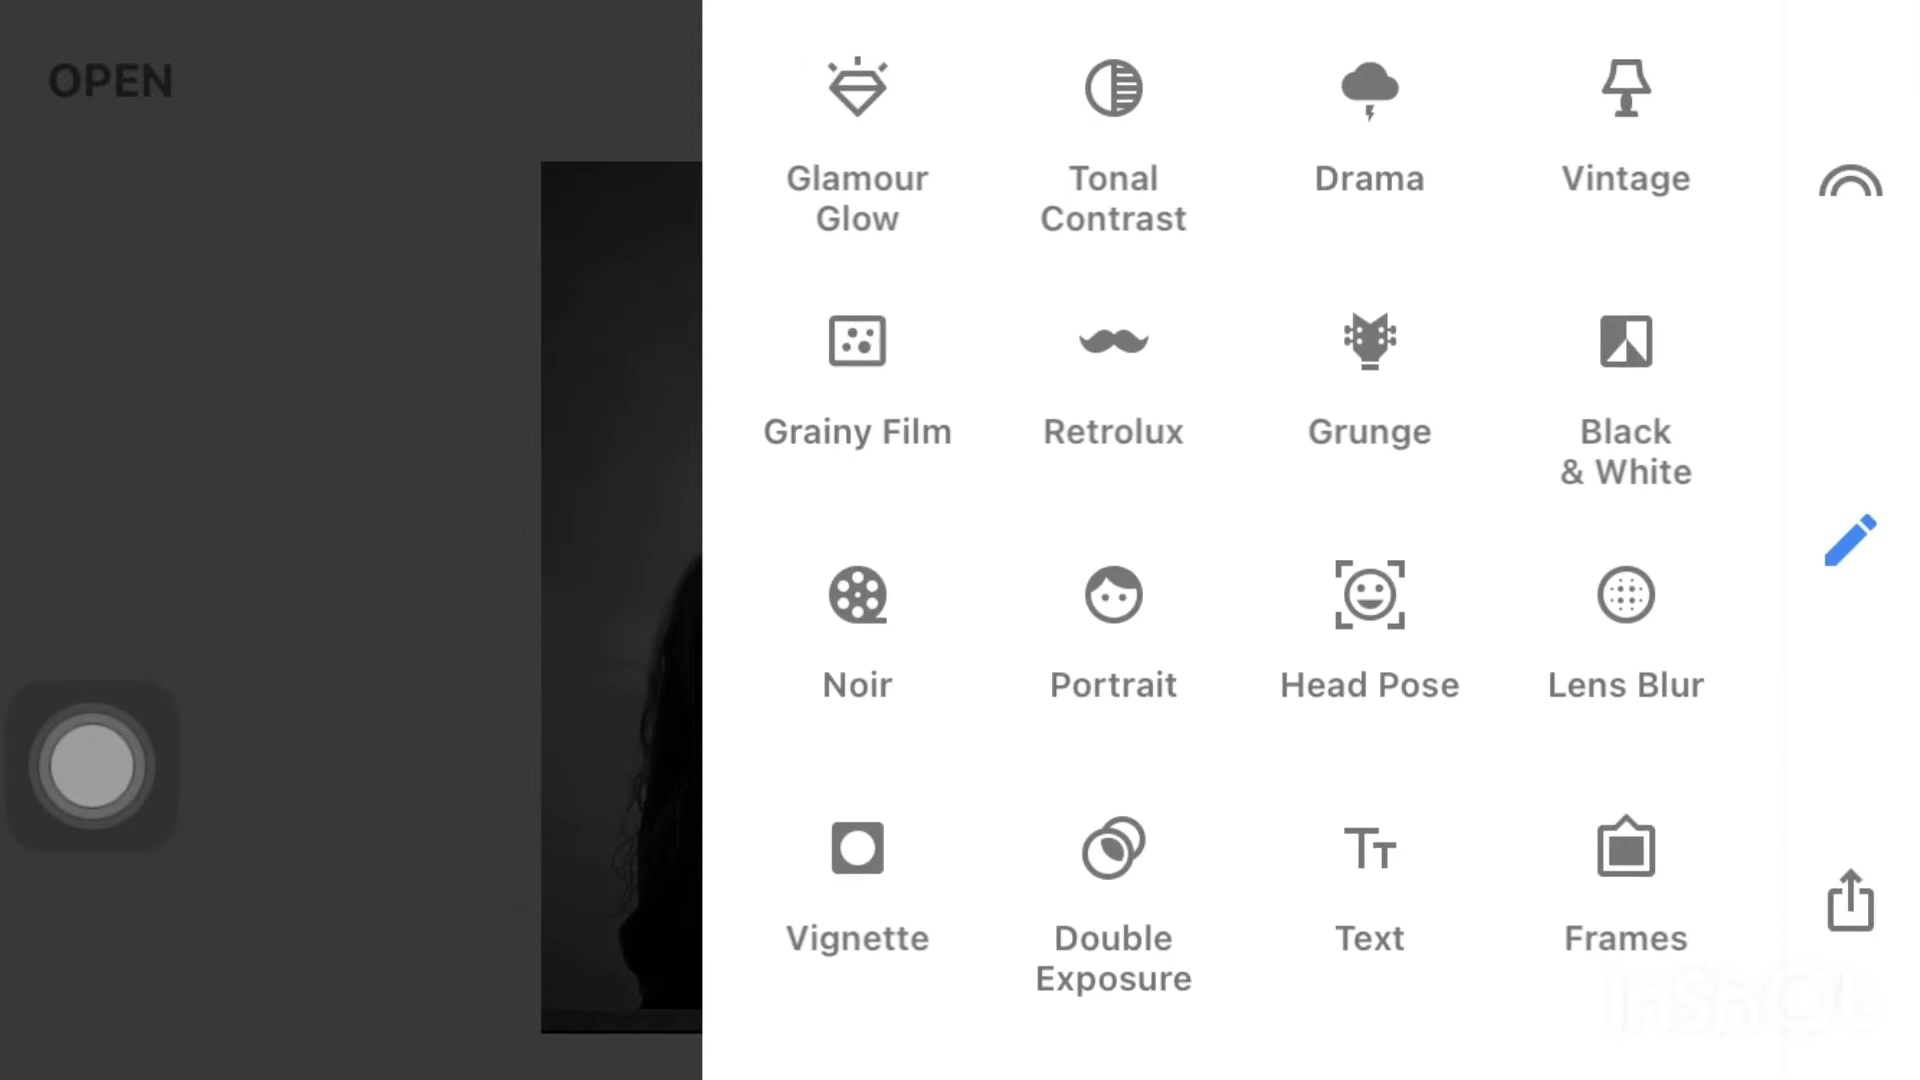 OPEN
Glamour
Glow
Tonal
Contrast
Drama
Vintage
Grainy Film
Retrolux
Grunge
Black
& White
Noir
Portrait
Head Pose
Lens Blur
Vignette
Double
Exposure
Text
Frames
InShOt